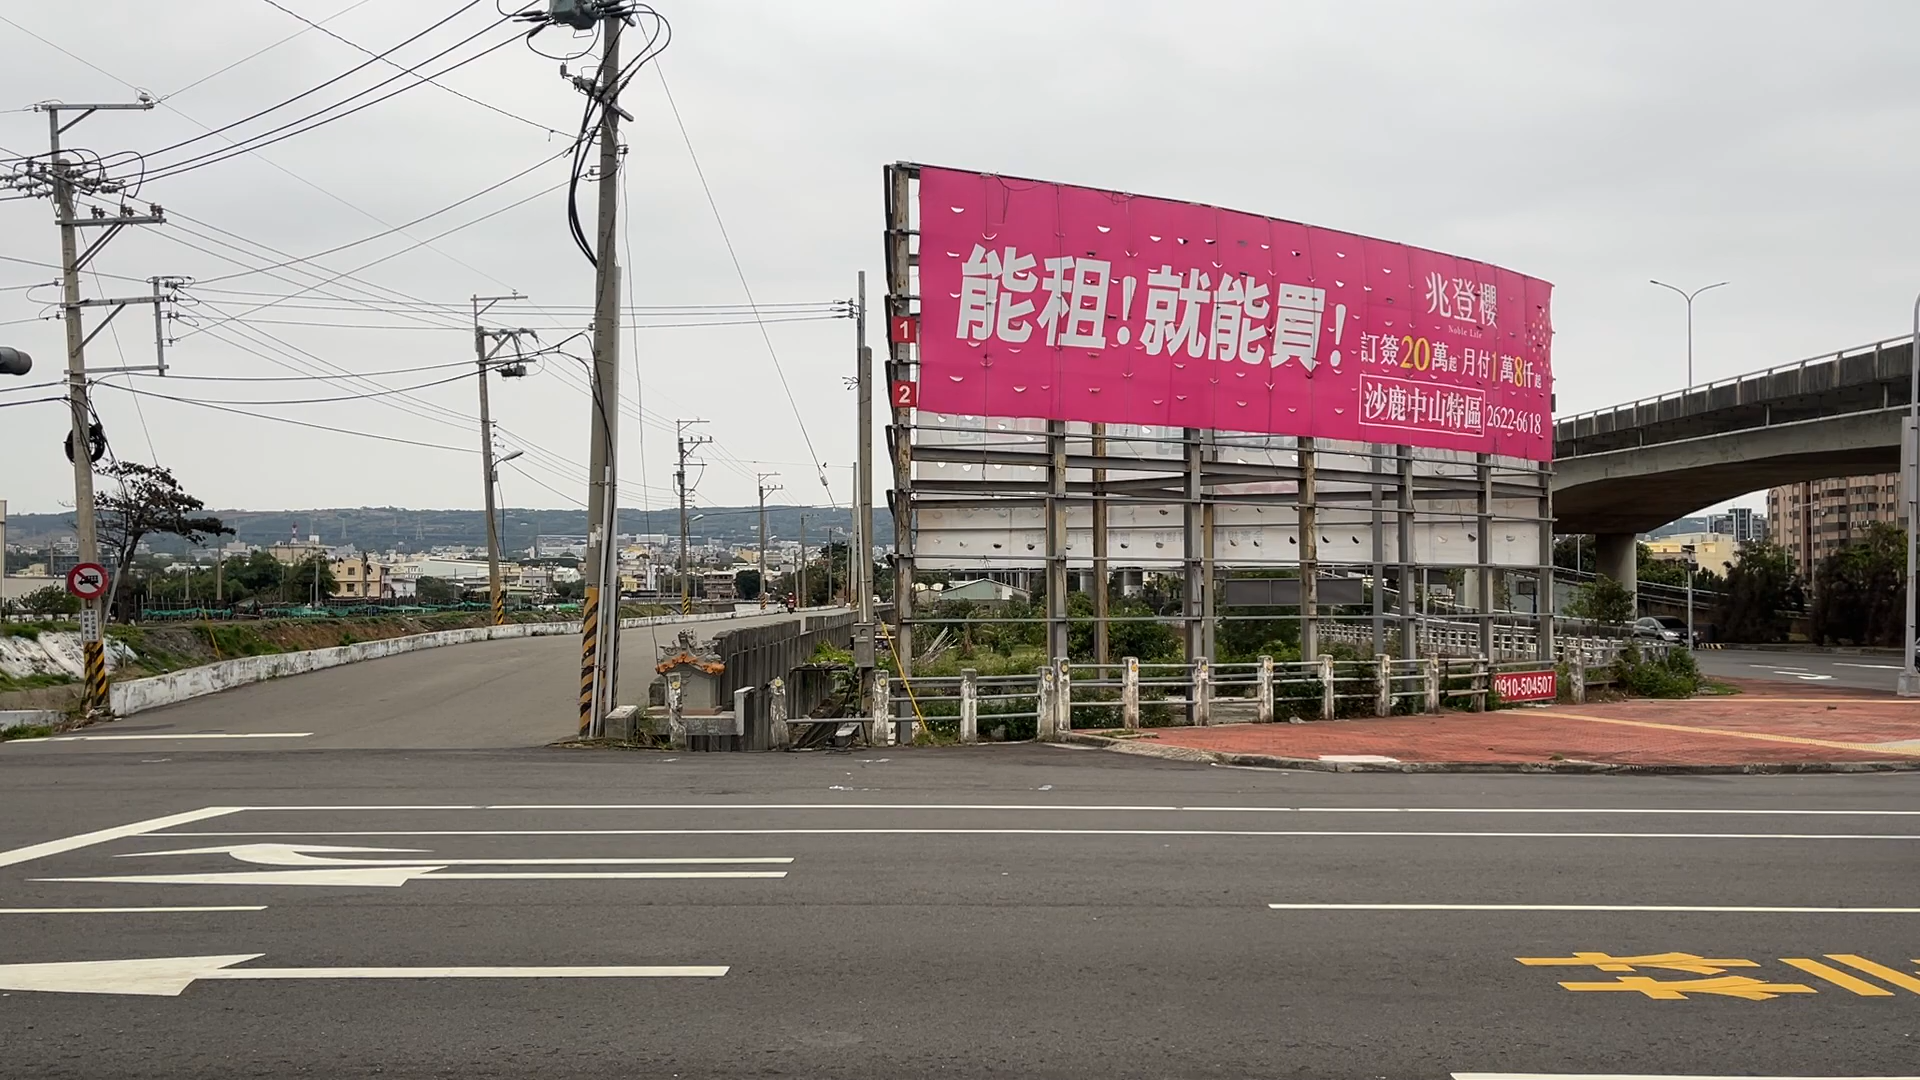 能租!就能買!
兆登櫻
Noble Life
訂簽20萬起 月付1萬8仟起
沙鹿中山特區 2622-6618
1
2
0910-504507